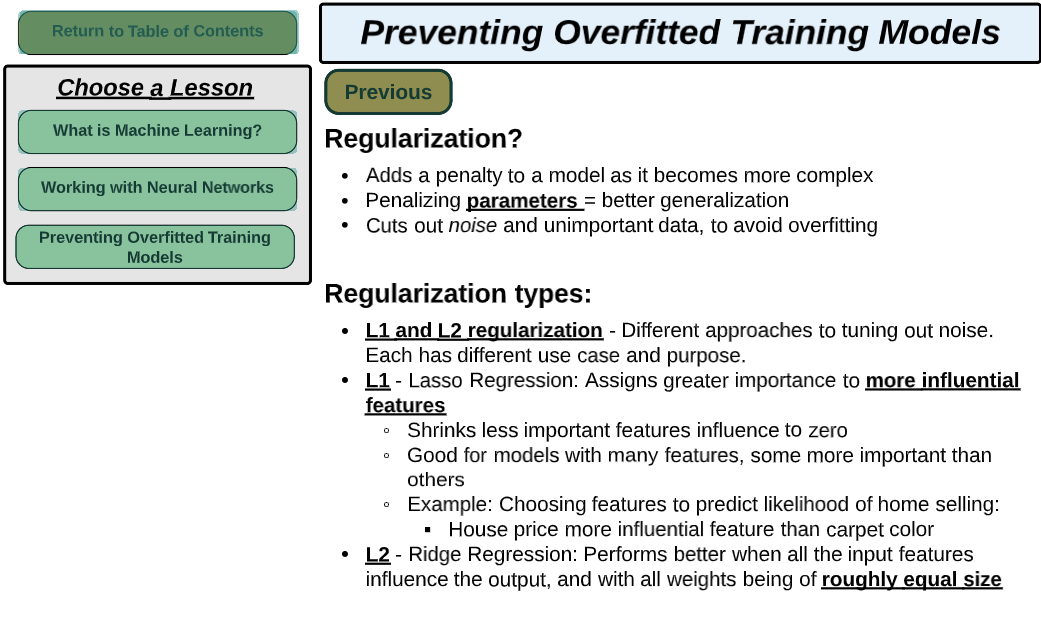 Return to Table of Contents
Choose a Lesson
What is Machine Learning?
Working with Neural Networks
Preventing Overfitted Training
Models
Preventing Overfitted Training Models
Previous
Regularization?
• Adds a penalty to a model as it becomes more complex
• Penalizing parameters = better generalization
• Cuts out noise and unimportant data, to avoid overfitting
Regularization types:
• L1 and L2 regularization - Different approaches to tuning out noise.
Each has different use case and purpose.
• L1 - Lasso Regression: Assigns greater importance to more influential
features
◦ Shrinks less important features influence to zero
◦ Good for models with many features, some more important than
others
◦ Example: Choosing features to predict likelihood of home selling:
▪ House price more influential feature than carpet color
• L2 - Ridge Regression: Performs better when all the input features
influence the output, and with all weights being of roughly equal size